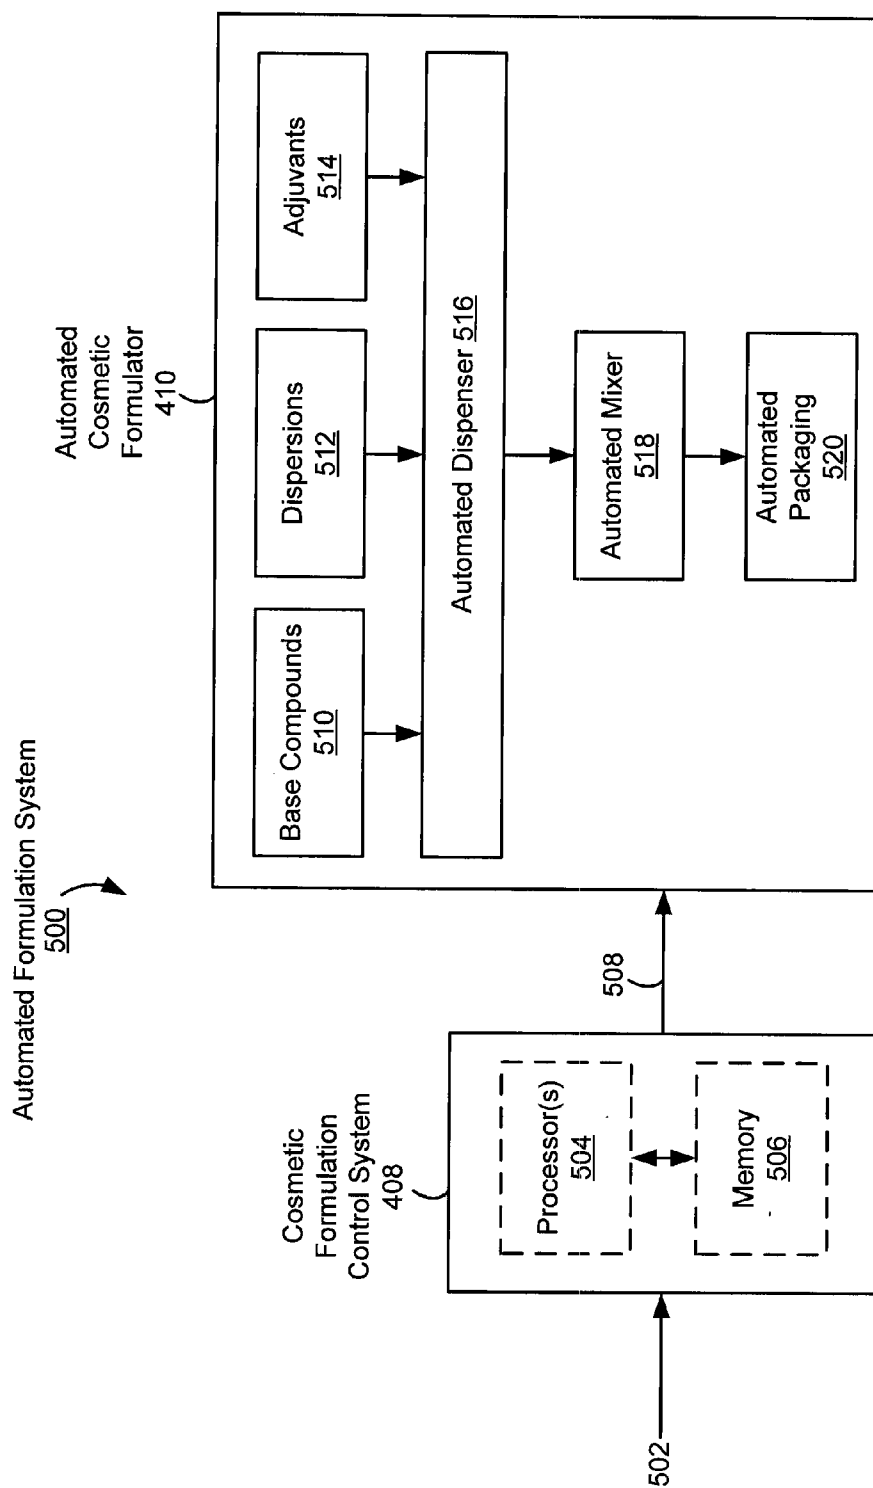 Automated Formulation System
500
Cosmetic
Formulation
Control System
408
Processor(s)
504
Memory
506
502
508
Automated
Cosmetic
Formulator
410
Base Compounds
510
Dispersions
512
Adjuvants
514
Automated Dispenser 516
Automated Mixer
518
Automated
Packaging
520